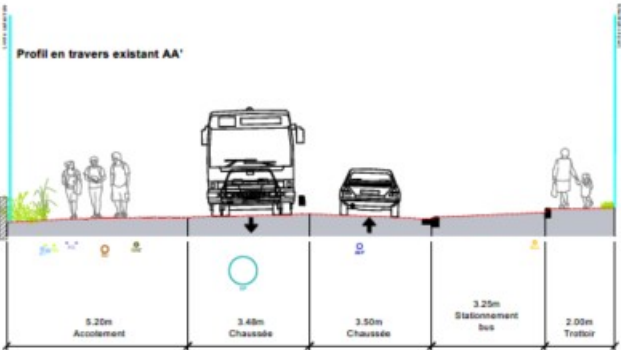 Profil en travers existant AA'
5.20m
Accotement
3.48m
Chaussée
3.50m
Chaussée
3.25m
Stationnement
bus
2.00m
Trottoir